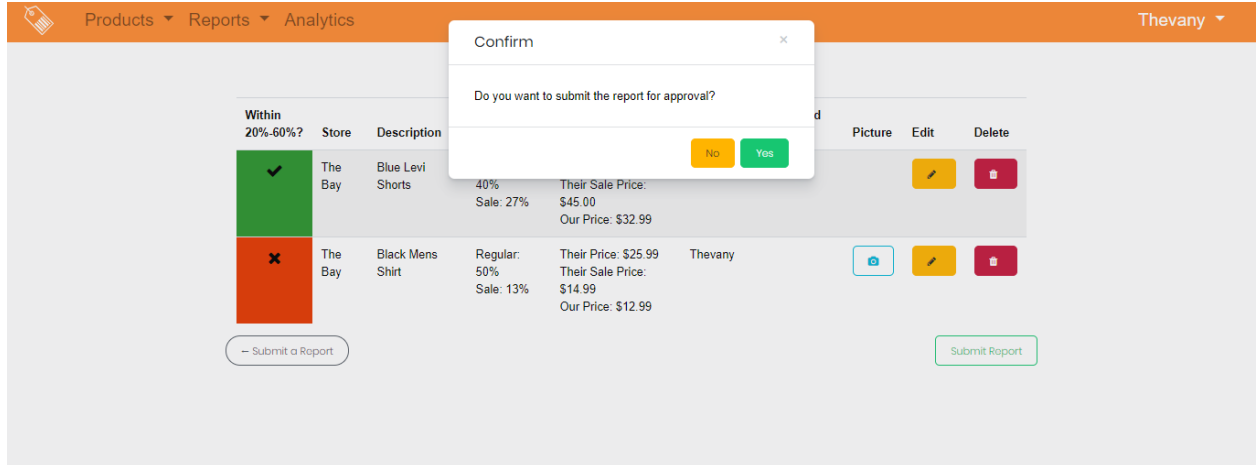 Products Reports Analytics Thevany
Confirm ×
Do you want to submit the report for approval?
No Yes
Within
20%-60%? Store Description d Picture Edit Delete
The
Bay
Blue Levi
Shorts
40%
Sale: 27%
Their Sale Price:
$45.00
Our Price: $32.99
The
Bay
Black Mens
Shirt
Regular:
50%
Sale: 13%
Their Price: $25.99
Their Sale Price:
$14.99
Our Price: $12.99
Thevany
← Submit a Report
Submit Report